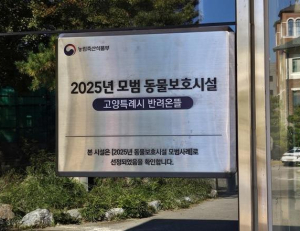 농림축산식품부
2025년 모범 동물보호시설
고양특례시 반려온뜰
본 시설은 [2025년 동물보호시설 모범사례]로
선정되었음을 확인합니다.